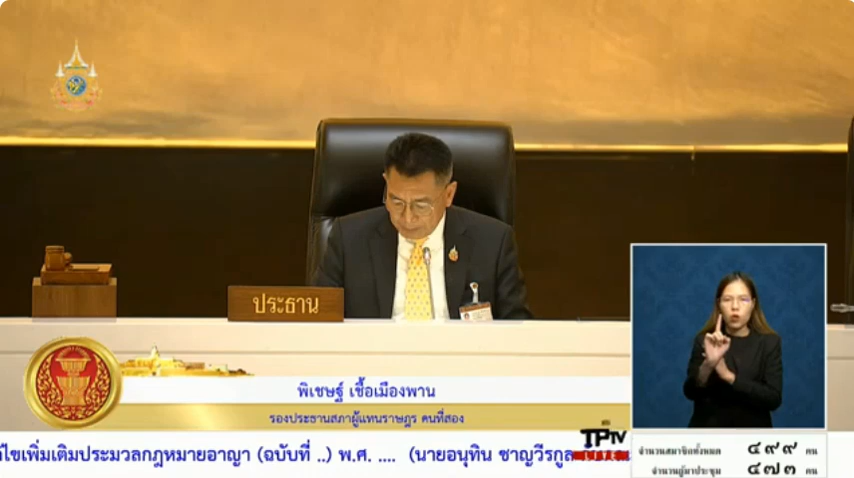 ประธาน
พิเชษฐ์ เชื้อเมืองพาน
รองประธานสภาผู้แทนราษฎร คนที่สอง
เพิ่มเติมประมวลกฎหมายอาญา (ฉบับที่ ..) พ.ศ. .... (นายอนุทิน ชาญวีรกูล
TPTV
จำนวนสมาชิกทั้งหมด ๔๙๙ คน
จำนวนผู้มาประชุม ๔๗๓ คน